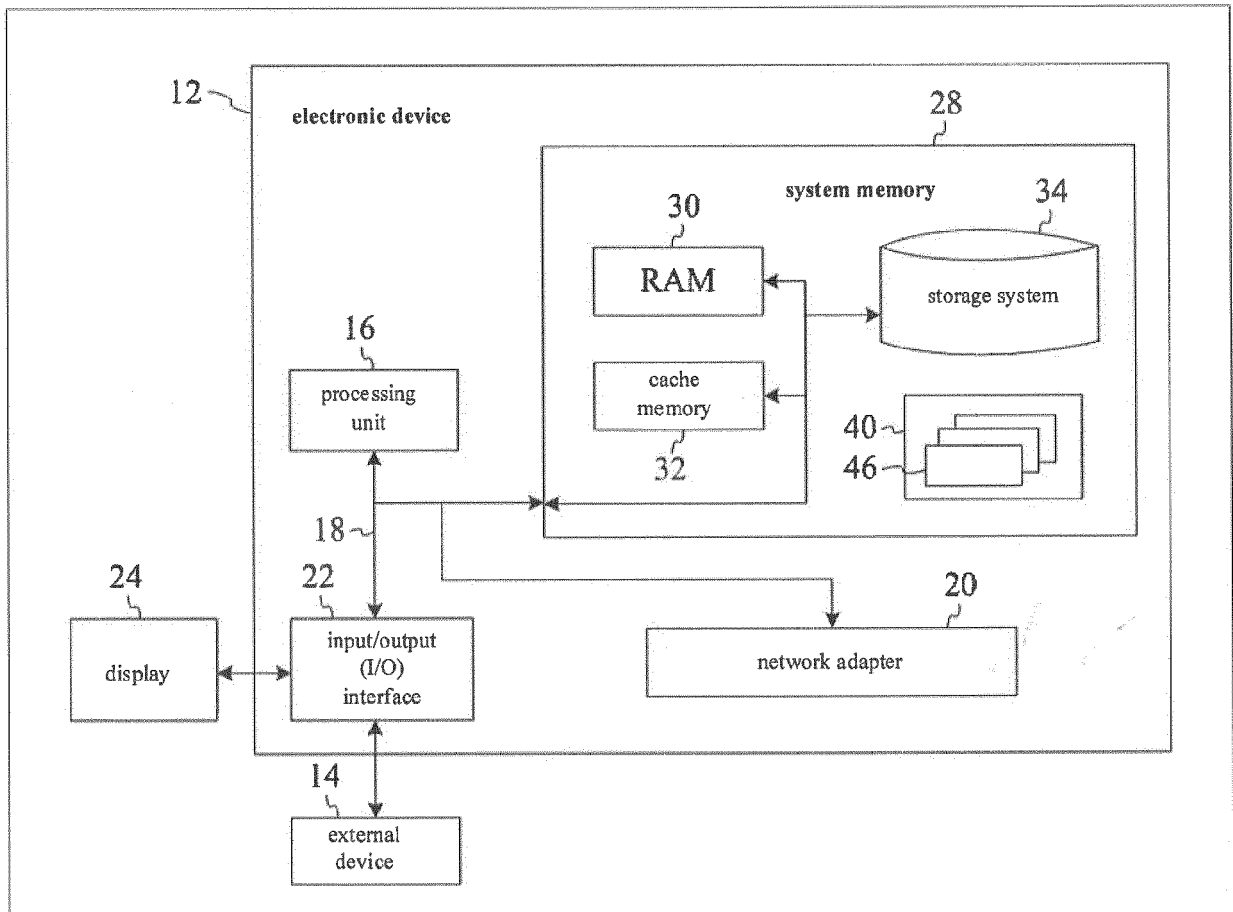 12
electronic device
28
system memory
30
RAM
34
storage system
16
processing
unit
cache
memory
32
40
46
18
24
display
22
input/output
(I/O)
interface
20
network adapter
14
external
device